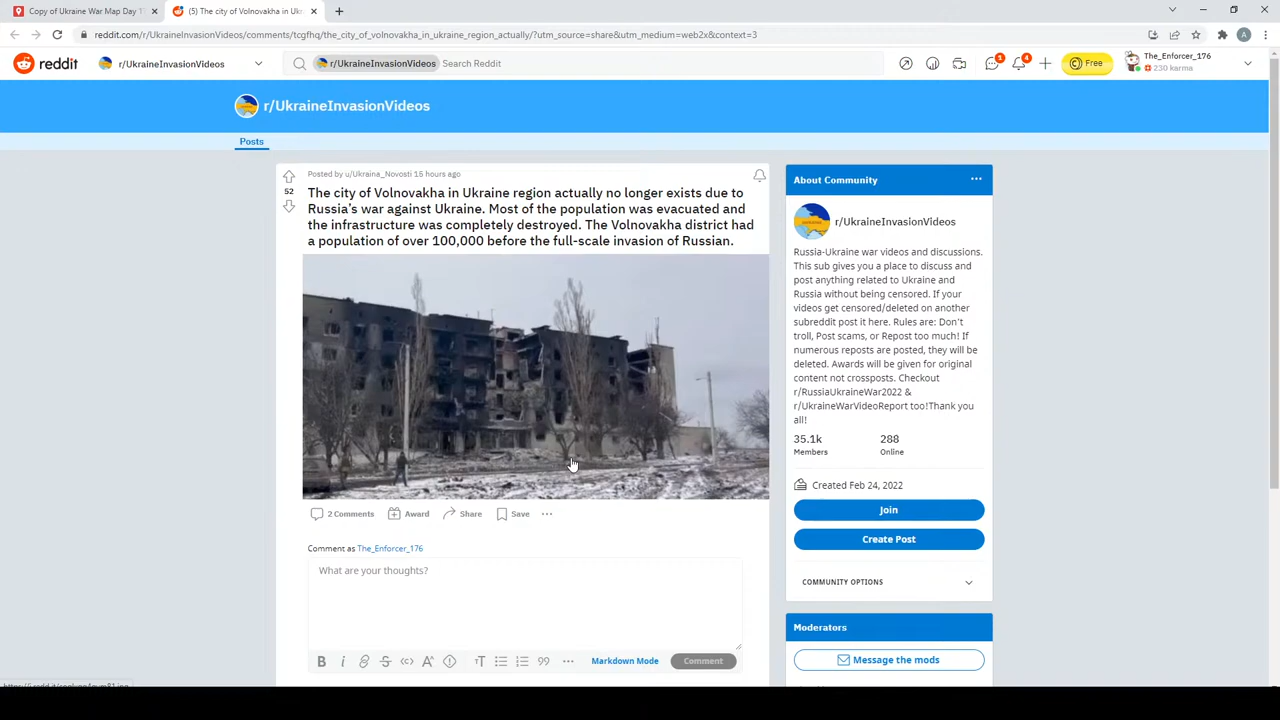 Copy of Ukraine War Map Day 1
(5) The city of Volnovakha in Uk
reddit.com/r/UkraineInvasionVideos/comments/tcgfhq/the_city_of_volnovakha_in_ukraine_region_actually/?utm_source=share&utm_medium=web2x&context=3
A
reddit
r/UkraineInvasionVideos
r/UkraineInvasionVideos Search Reddit
1
4
Free
The_Enforcer_176
230 karma
r/UkraineInvasionVideos
Posts
Posted by u/Ukraina_Novosti 15 hours ago
52
The city of Volnovakha in Ukraine region actually no longer exists due to
Russia's war against Ukraine. Most of the population was evacuated and
the infrastructure was completely destroyed. The Volnovakha district had
a population of over 100,000 before the full-scale invasion of Russian.
2 Comments Award Share Save
Comment as The_Enforcer_176
What are your thoughts?
Markdown Mode
Comment
About Community
r/UkraineInvasionVideos
Russia-Ukraine war videos and discussions.
This sub gives you a place to discuss and
post anything related to Ukraine and
Russia without being censored. If your
videos get censored/deleted on another
subreddit post it here. Rules are: Don't
troll, Post scams, or Repost too much! If
numerous reposts are posted, they will be
deleted. Awards will be given for original
content not crossposts. Checkout
r/RussiaUkraineWar2022 &
r/UkraineWarVideoReport too!Thank you
all!
35.1k 288
Members Online
Created Feb 24, 2022
Join
Create Post
COMMUNITY OPTIONS
Moderators
Message the mods